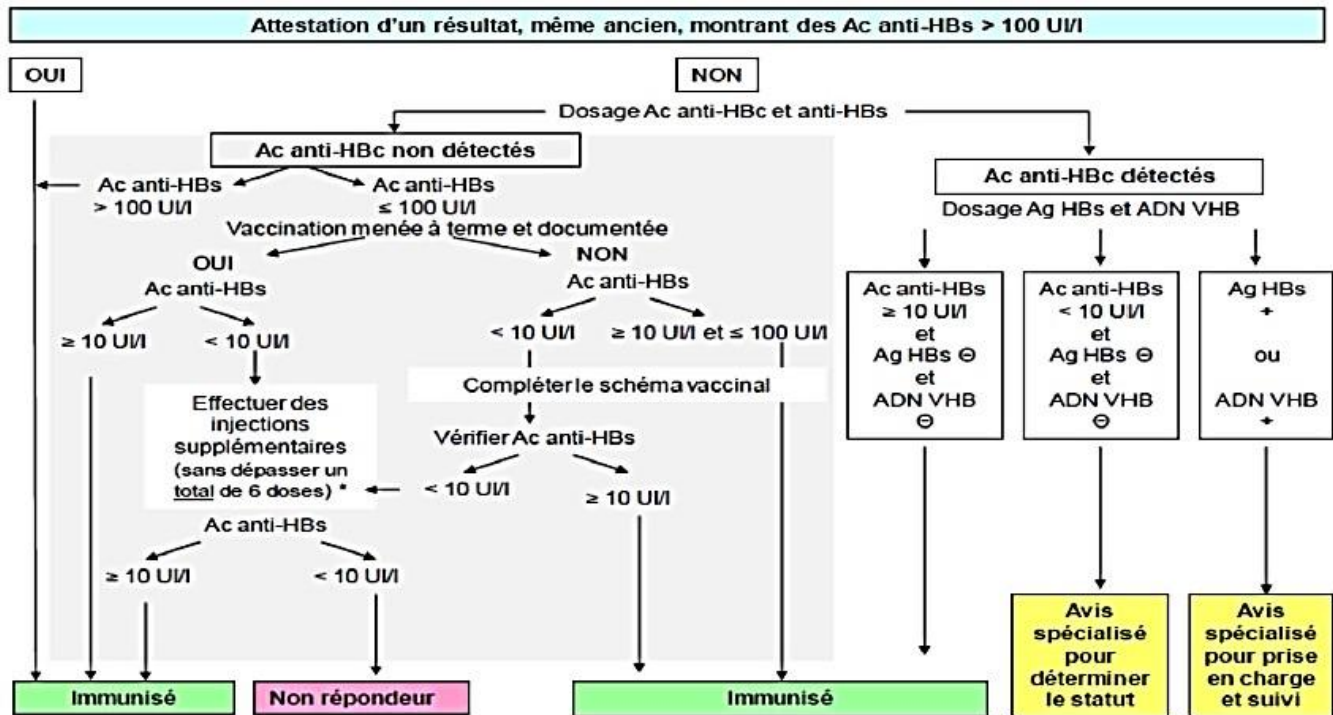 Attestation d'un résultat, même ancien, montrant des Ac anti-HBs > 100 UI/l
OUI
NON
Dosage Ac anti-HBc et anti-HBs
Ac anti-HBc non détectés
Ac anti-HBs
> 100 UI/l
Ac anti-HBs
≤ 100 UI/l
Vaccination menée à terme et documentée
OUI
Ac anti-HBs
≥ 10 UI/l
< 10 UI/l
Effectuer des
injections
supplémentaires
(sans dépasser un
total de 6 doses) *
Ac anti-HBs
≥ 10 UI/l
< 10 UI/l
NON
Ac anti-HBs
< 10 UI/l
≥ 10 UI/l et ≤ 100 UI/l
Compléter le schéma vaccinal
Vérifier Ac anti-HBs
< 10 UI/l
≥ 10 UI/l
Ac anti-HBc détectés
Dosage Ag HBs et ADN VHB
Ac anti-HBs
≥ 10 UI/l
et
Ag HBs ⊖
et
ADN VHB
⊖
Ac anti-HBs
< 10 UI/l
et
Ag HBs ⊖
et
ADN VHB
⊖
Ag HBs
+
ou
ADN VHB
+
Immunisé
Non répondeur
Immunisé
Avis
spécialisé
pour
déterminer
le statut
Avis
spécialisé
pour prise
en charge
et suivi